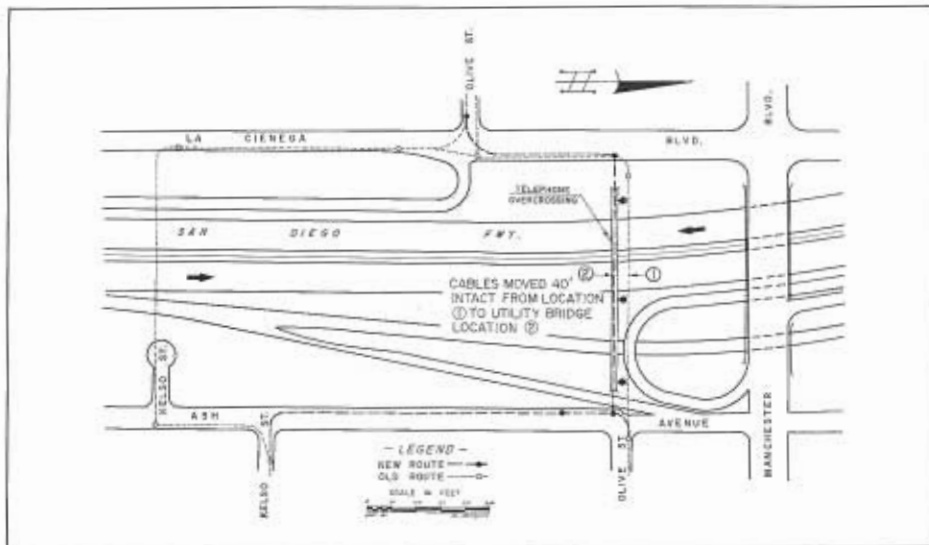 OLIVE ST.
BLVD.
LA CIENEGA
BLVD.
TELEPHONE
OVERCROSSING
SAN DIEGO FWY.
② ①
CABLES MOVED 40'
INTACT FROM LOCATION
① TO UTILITY BRIDGE
LOCATION ②
KELSO ST.
ASH
AVENUE
KELSO ST.
OLIVE ST.
MANCHESTER
— LEGEND —
NEW ROUTE
OLD ROUTE
SCALE IN FEET